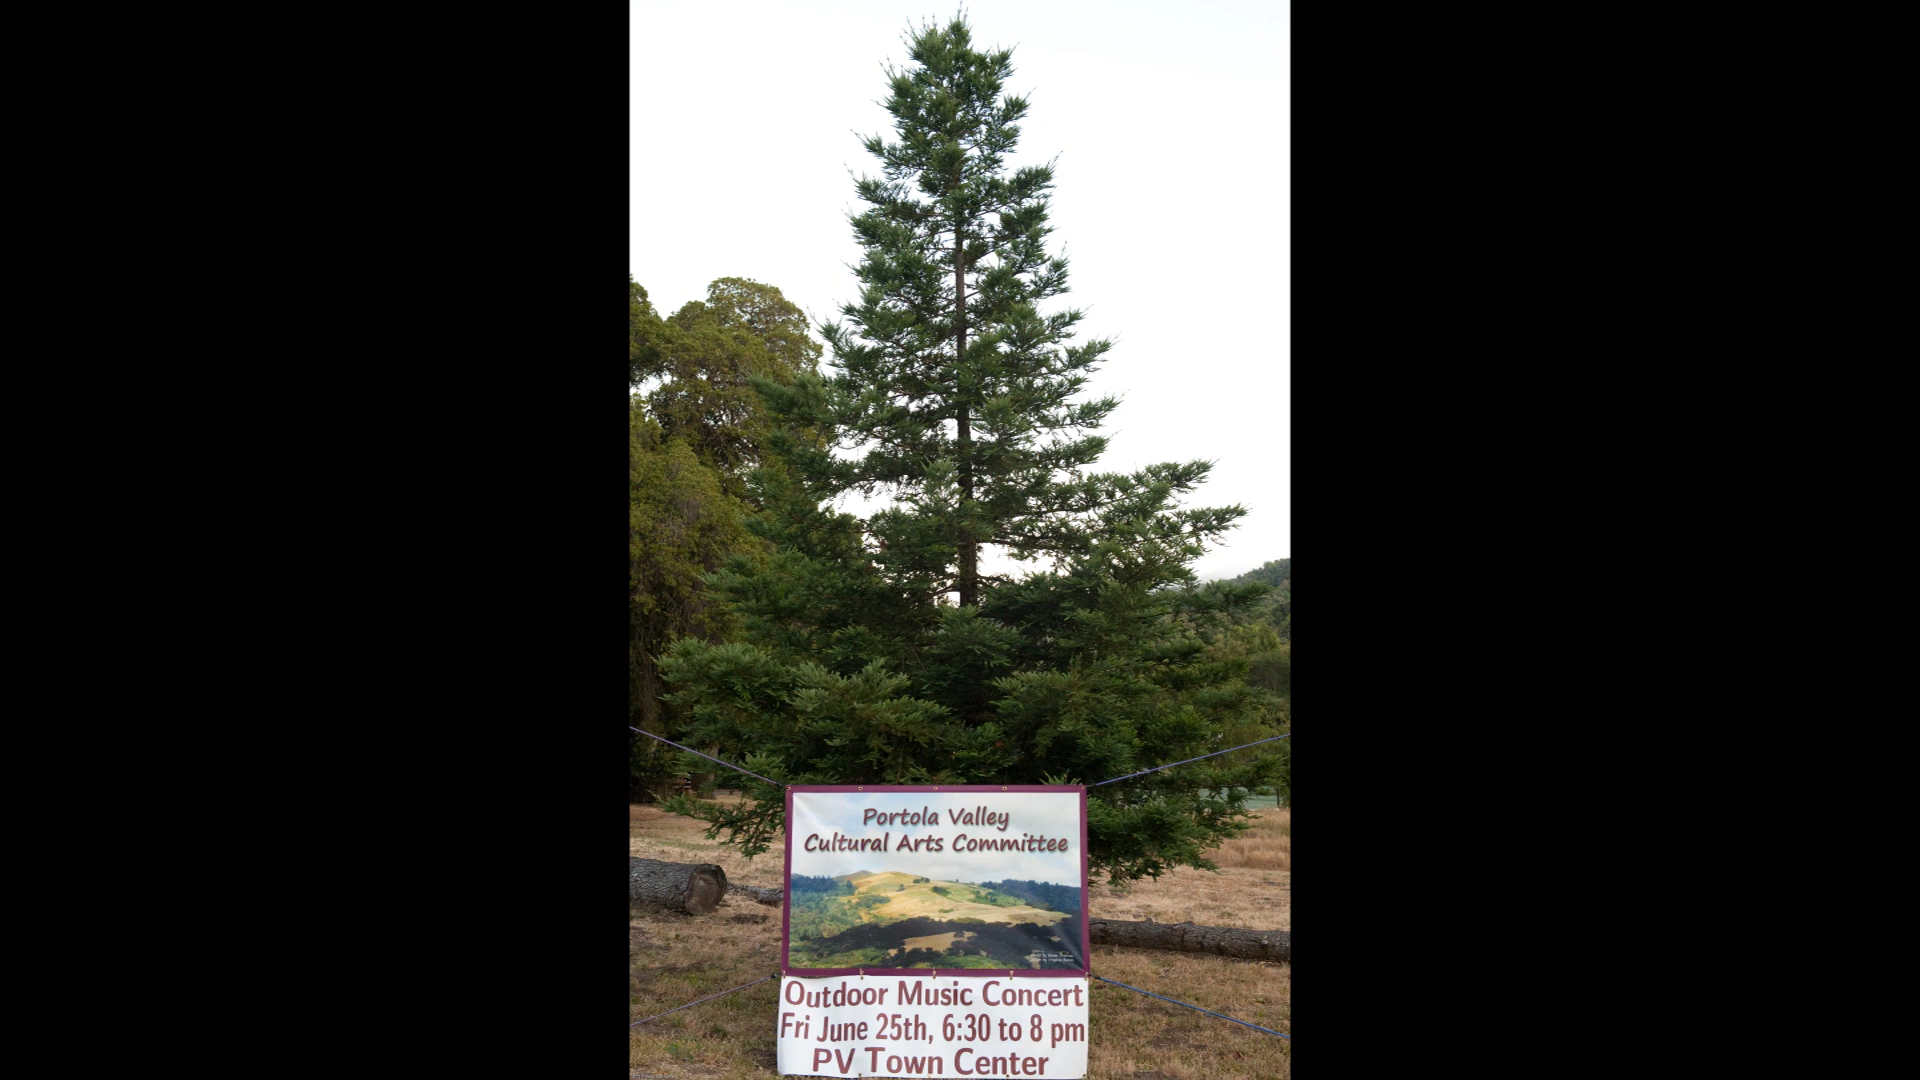 Portola Valley
Cultural Arts Committee
Outdoor Music Concert
Fri June 25th, 6:30 to 8 pm
PV Town Center